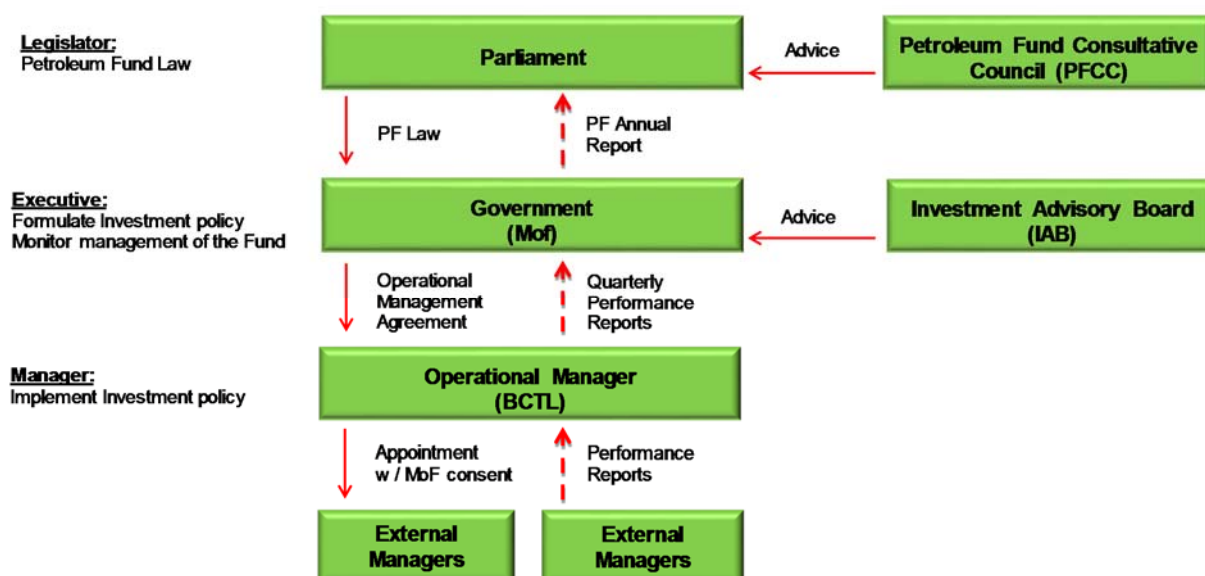 Legislator:
Petroleum Fund Law
Parliament
Advice
Petroleum Fund Consultative
Council (PFCC)
PF Law
PF Annual
Report
Executive:
Formulate Investment policy
Monitor management of the Fund
Government
(Mof)
Advice
Investment Advisory Board
(IAB)
Operational
Management
Agreement
Quarterly
Performance
Reports
Manager:
Implement Investment policy
Operational Manager
(BCTL)
Appointment
w / MoF consent
Performance
Reports
External
Managers
External
Managers